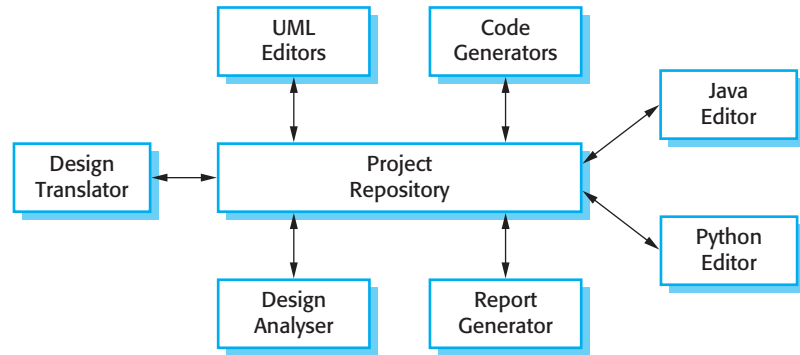 UML
Editors
Code
Generators
Java
Editor
Design
Translator
Project
Repository
Python
Editor
Design
Analyser
Report
Generator